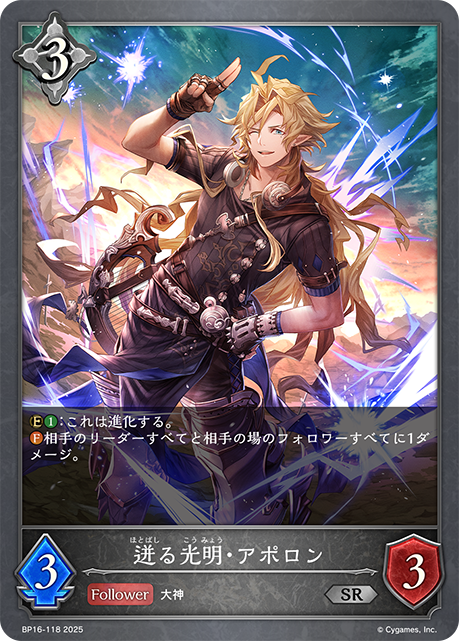 3
E 1:これは進化する。
F 相手のリーダーすべてと相手の場のフォロワーすべてに1ダ
メージ。
ほとばし こうみょう
迸る光明・アポロン
3
Follower 大神
SR
3
BP16-118 2025
© Cygames, Inc.